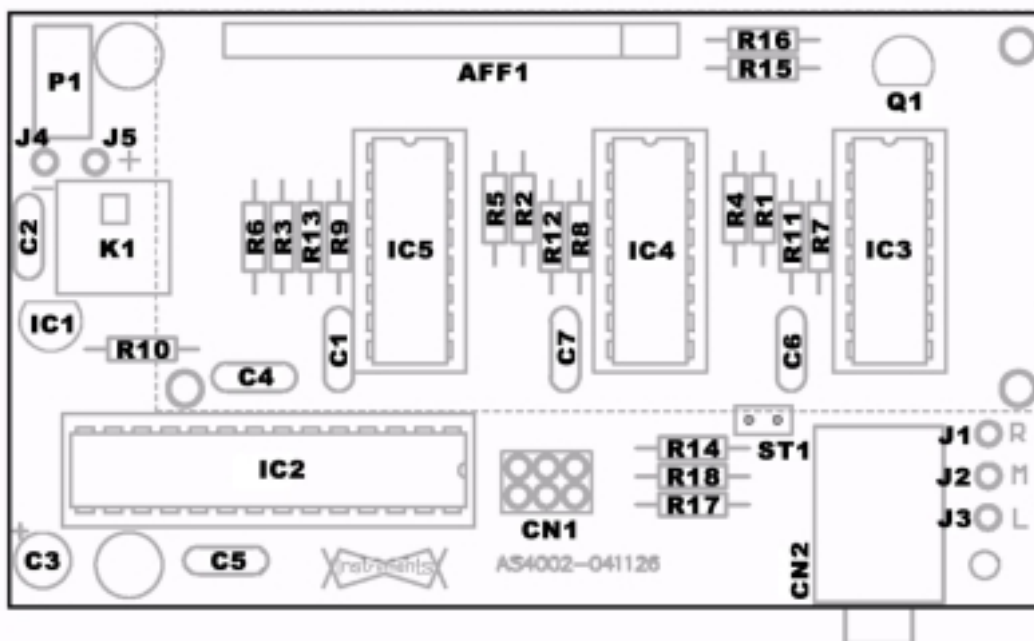 R16
P1
AFF1
R15
Q1
J4
J5
+
−
C2
K1
R6
R3
R13
R9
IC5
R5
R2
R12
R8
IC4
R4
R1
R11
R7
IC3
IC1
R10
C1
C4
C7
C6
IC2
R14
ST1
R18
R17
J1 R
J2 M
J3 L
CN1
+
C3
C5
AS4002-041126
CN2